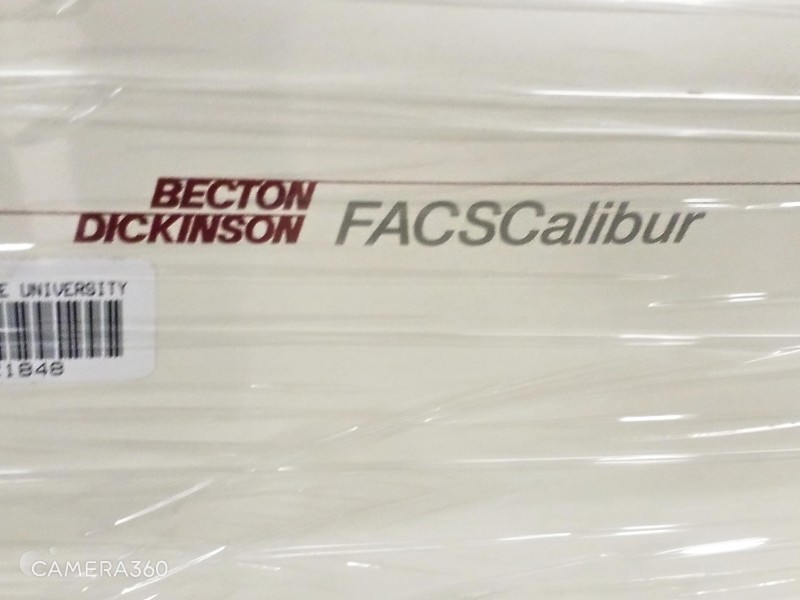 BECTON
DICKINSON
FACSCalibur
E UNIVERSITY
1848
CAMERA360